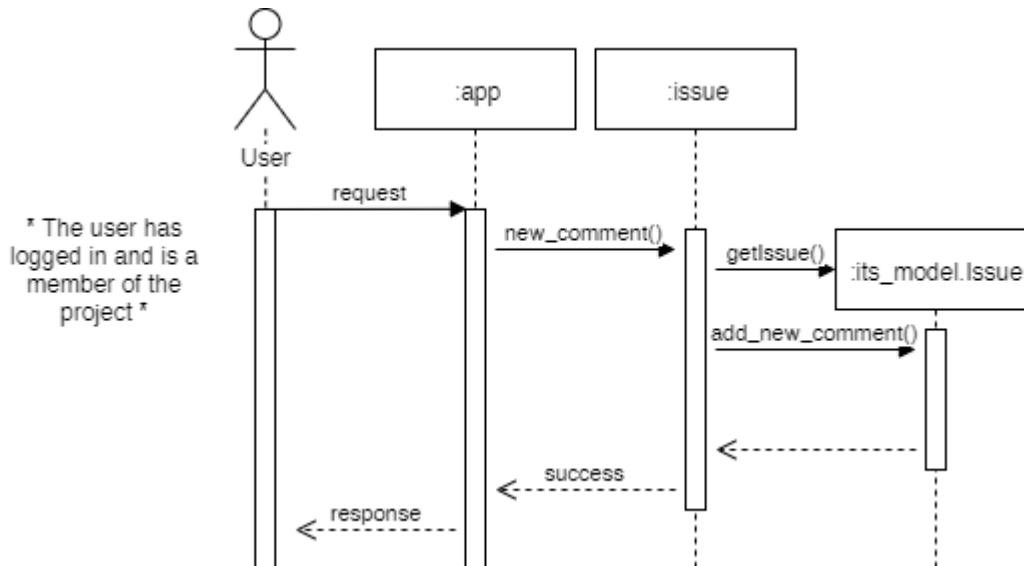 :app
:issue
User
request
* The user has
logged in and is a
member of the
project *
new_comment()
getIssue()
:its_model.Issue
add_new_comment()
success
response